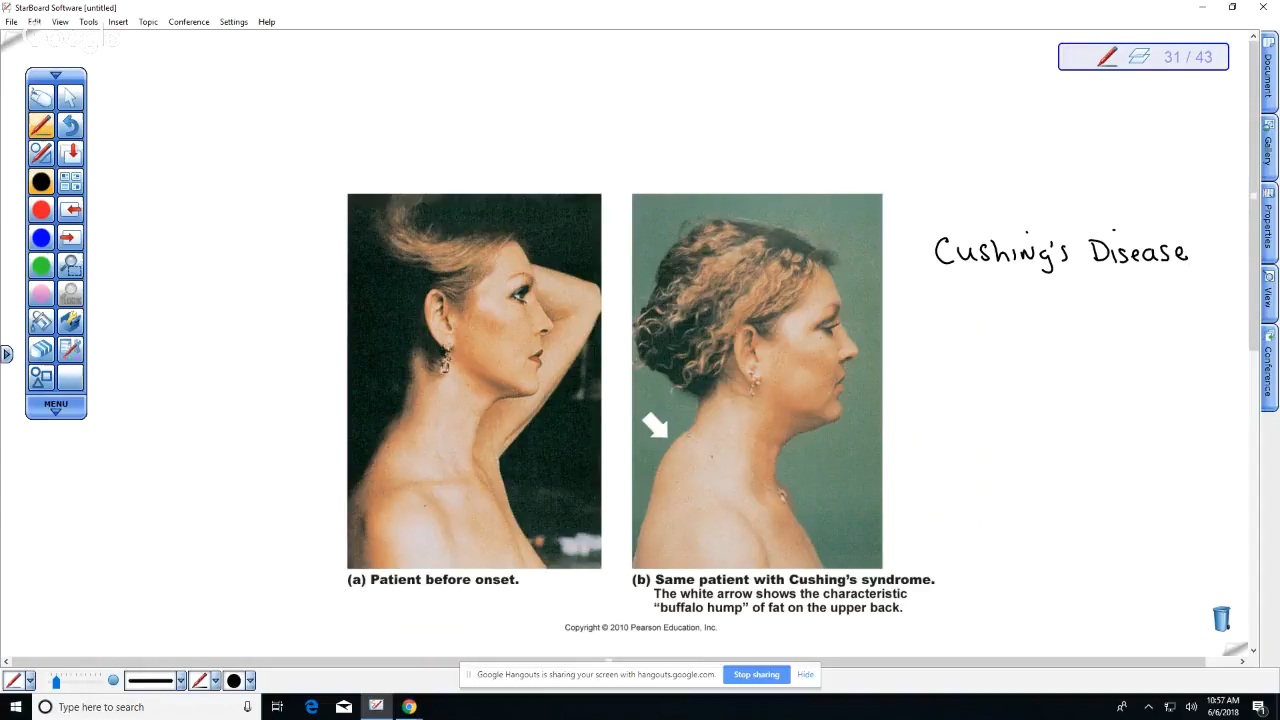 StarBoard Software [untitled]
File Edit View Tools Insert Topic Conference Settings Help
31 / 43
Document
Gallery
Properties
View
Conference
MENU
Cushing's Disease
(a) Patient before onset.
(b) Same patient with Cushing's syndrome.
The white arrow shows the characteristic
"buffalo hump" of fat on the upper back.
Copyright © 2010 Pearson Education, Inc.
Google Hangouts is sharing your screen with hangouts.google.com.
Stop sharing
Hide
Type here to search
10:57 AM
6/6/2018